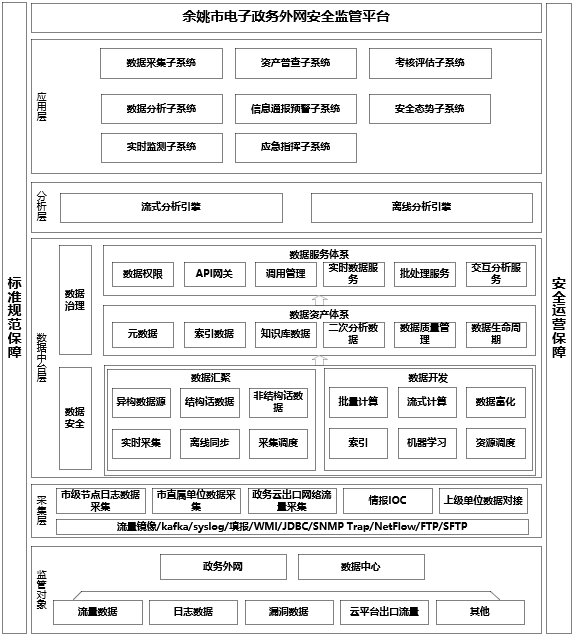 余姚市电子政务外网安全监管平台
标准规范保障
安全运营保障
应用层
数据采集子系统
资产普查子系统
考核评估子系统
数据分析子系统
信息通报预警子系统
安全态势子系统
实时监测子系统
应急指挥子系统
分析层
流式分析引擎
离线分析引擎
数据中台层
数据
治理
数据服务体系
数据权限
API网关
调用管理
实时数据服
务
批处理服务
交互分析服
务
数据资产体系
元数据
索引数据
知识库数据
二次分析数
据
数据质量管
理
数据生命周
期
数据
安全
数据汇聚
异构数据源
结构话数据
非结构话数
据
实时采集
离线同步
采集调度
数据开发
批量计算
流式计算
数据富化
索引
机器学习
资源调度
采集层
市级节点日志数据
采集
市直属单位数据采
集
政务云出口网络流
量采集
情报IOC
上级单位数据对接
流量镜像/kafka/syslog/填报/WMI/JDBC/SNMP Trap/NetFlow/FTP/SFTP
监管对象
政务外网
数据中心
流量数据
日志数据
漏洞数据
云平台出口流量
其他